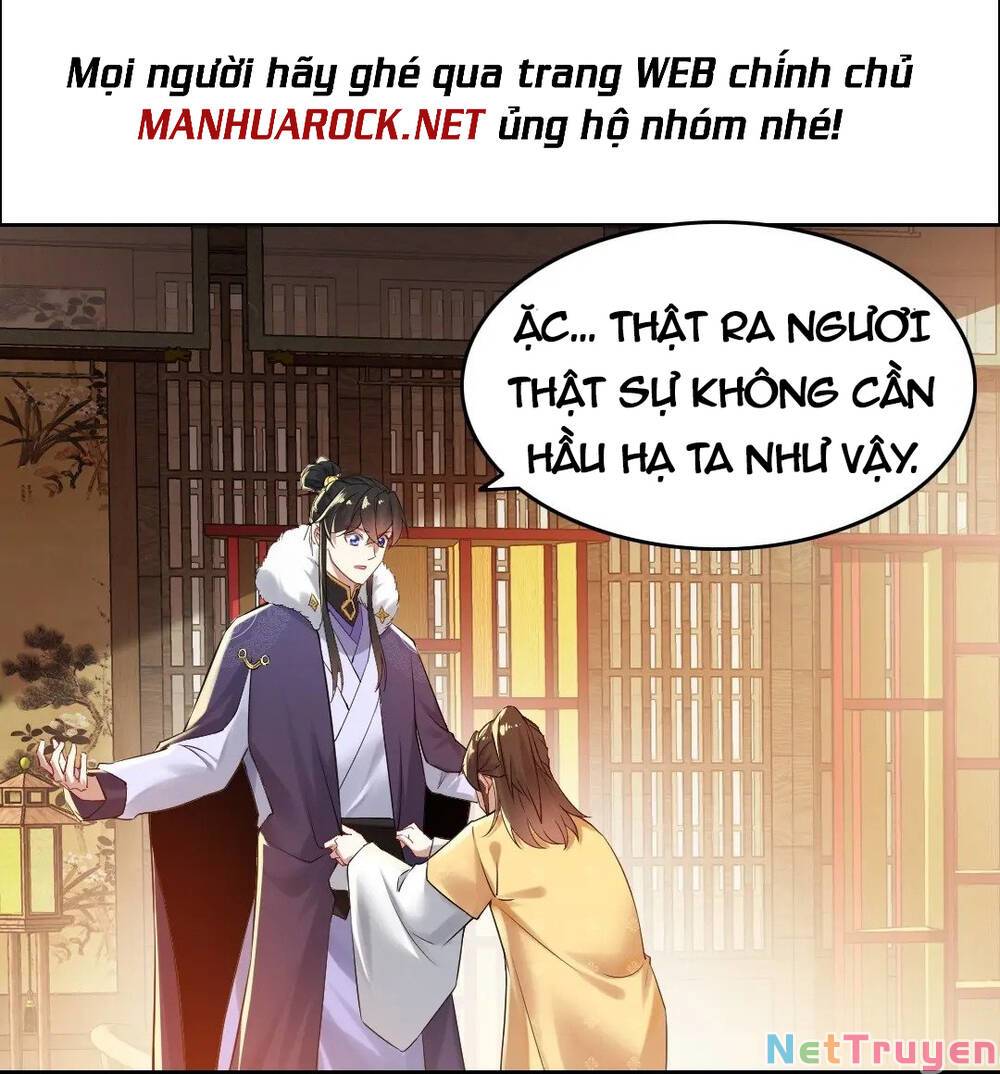 Mọi người hãy ghé qua trang WEB chính chủ
MANHUAROCK.NET ủng hộ nhóm nhé!
ẶC... THẬT RA NGƯƠI
THẬT SỰ KHÔNG CẦN
HẦU HẠ TA NHƯ VẬY.
NetTruyen